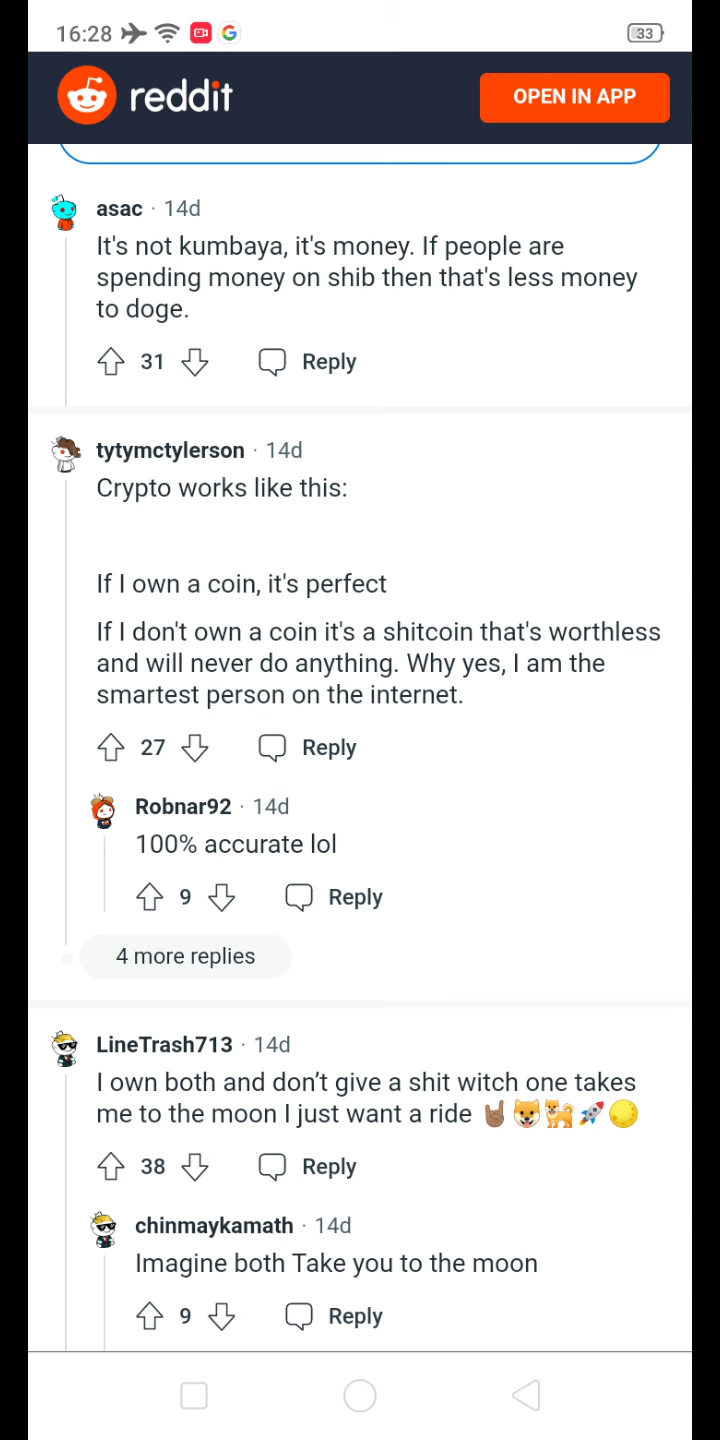 16:28 33
reddit OPEN IN APP
asac · 14d
It's not kumbaya, it's money. If people are
spending money on shib then that's less money
to doge.
31 Reply
tytymctylerson · 14d
Crypto works like this:
If I own a coin, it's perfect
If I don't own a coin it's a shitcoin that's worthless
and will never do anything. Why yes, I am the
smartest person on the internet.
27 Reply
Robnar92 · 14d
100% accurate lol
9 Reply
4 more replies
LineTrash713 · 14d
I own both and don’t give a shit witch one takes
me to the moon I just want a ride 🤘🏾🐶🐕🚀🌕
38 Reply
chinmaykamath · 14d
Imagine both Take you to the moon
9 Reply